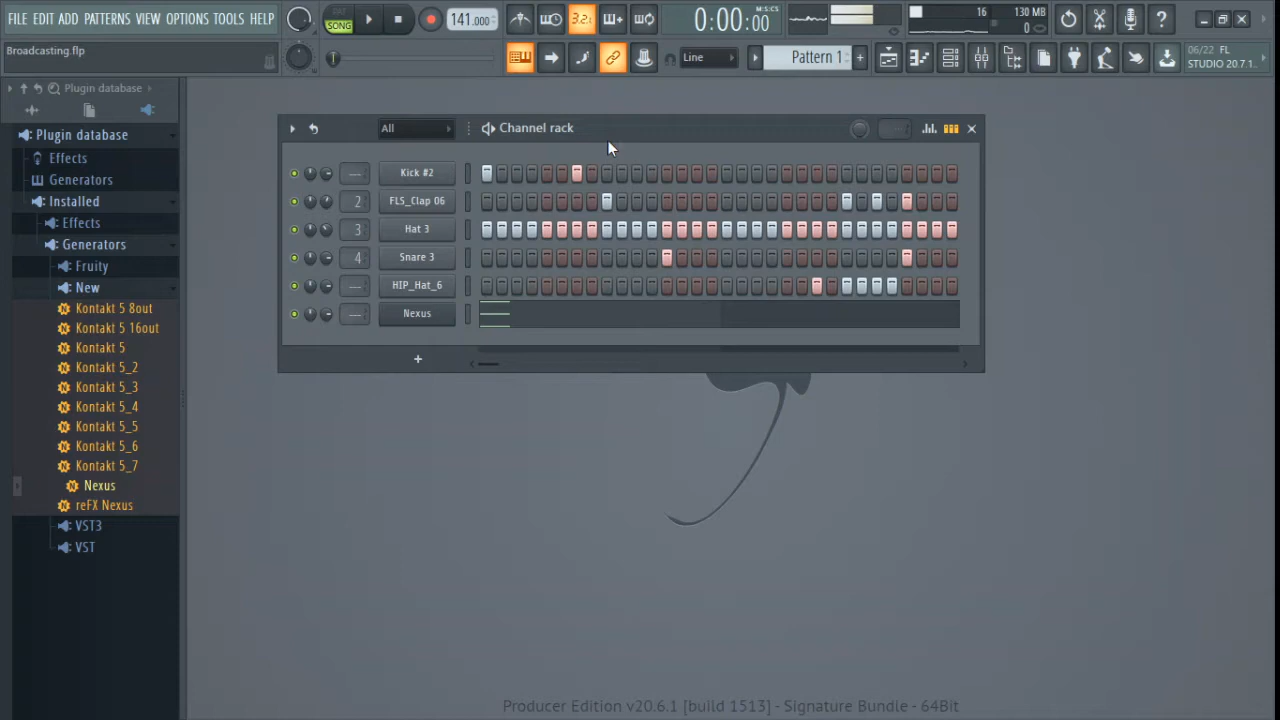 FILE EDIT ADD PATTERNS VIEW OPTIONS TOOLS HELP
PAT
SONG
141.000
3.2:
0:00:00
M:S:CS
16
130 MB
Broadcasting.flp
Line
Pattern 1
+
06/22 FL
STUDIO 20.7.1..
Plugin database
Plugin database
Effects
Generators
Installed
Effects
Generators
Fruity
New
Kontakt 5 8out
Kontakt 5 16out
Kontakt 5
Kontakt 5_2
Kontakt 5_3
Kontakt 5_4
Kontakt 5_5
Kontakt 5_6
Kontakt 5_7
Nexus
reFX Nexus
VST3
VST
All
Channel rack
--- Kick #2
2 FLS_Clap 06
3 Hat 3
4 Snare 3
--- HIP_Hat_6
--- Nexus
+
Producer Edition v20.6.1 [build 1513] - Signature Bundle - 64Bit